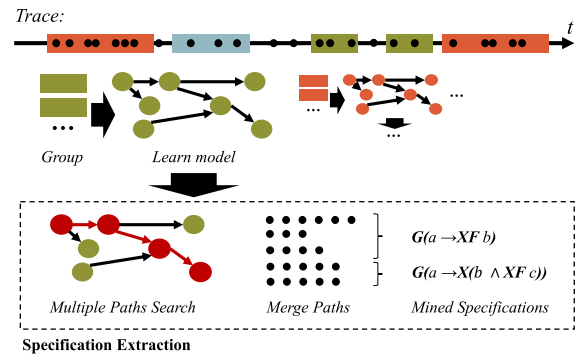 Trace:
t
...
...
...
...
Group
Learn model
G(a →XF b)
G(a →X(b ∧ XF c))
Multiple Paths Search
Merge Paths
Mined Specifications
Specification Extraction